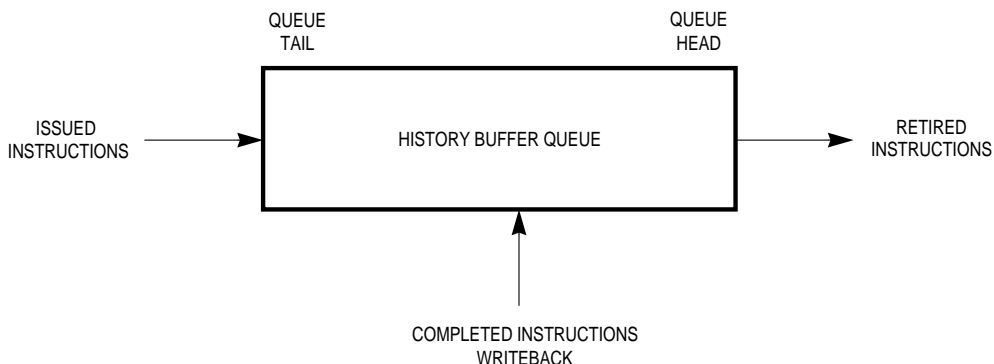 QUEUE
TAIL
QUEUE
HEAD
ISSUED
INSTRUCTIONS
HISTORY BUFFER QUEUE
RETIRED
INSTRUCTIONS
COMPLETED INSTRUCTIONS
WRITEBACK